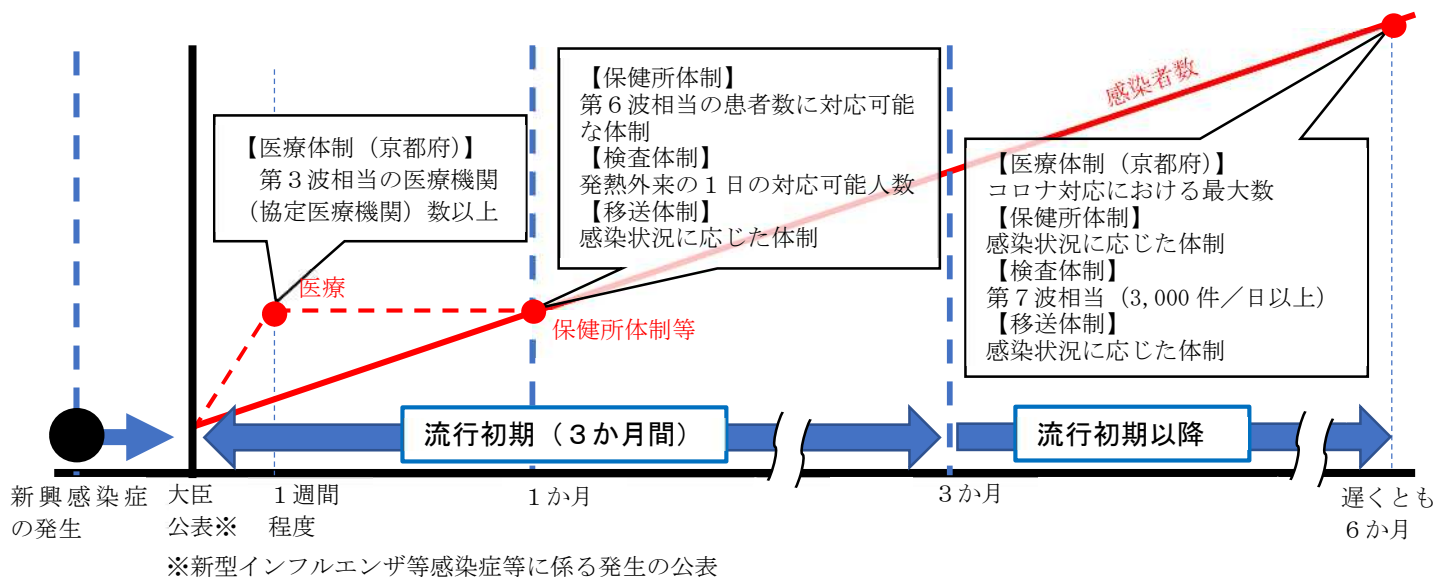 【保健所体制】
第６波相当の患者数に対応可能
な体制
【検査体制】
発熱外来の１日の対応可能人数
【移送体制】
感染状況に応じた体制
感染者数
【医療体制（京都府）】
第３波相当の医療機関
（協定医療機関）数以上
【医療体制（京都府）】
コロナ対応における最大数
【保健所体制】
感染状況に応じた体制
【検査体制】
第７波相当（3,000 件／日以上）
【移送体制】
感染状況に応じた体制
医療
保健所体制等
流行初期（３か月間）
流行初期以降
新興感染症
の発生
大臣
公表※
１週間
程度
１か月
３か月
遅くとも
６か月
※新型インフルエンザ等感染症等に係る発生の公表